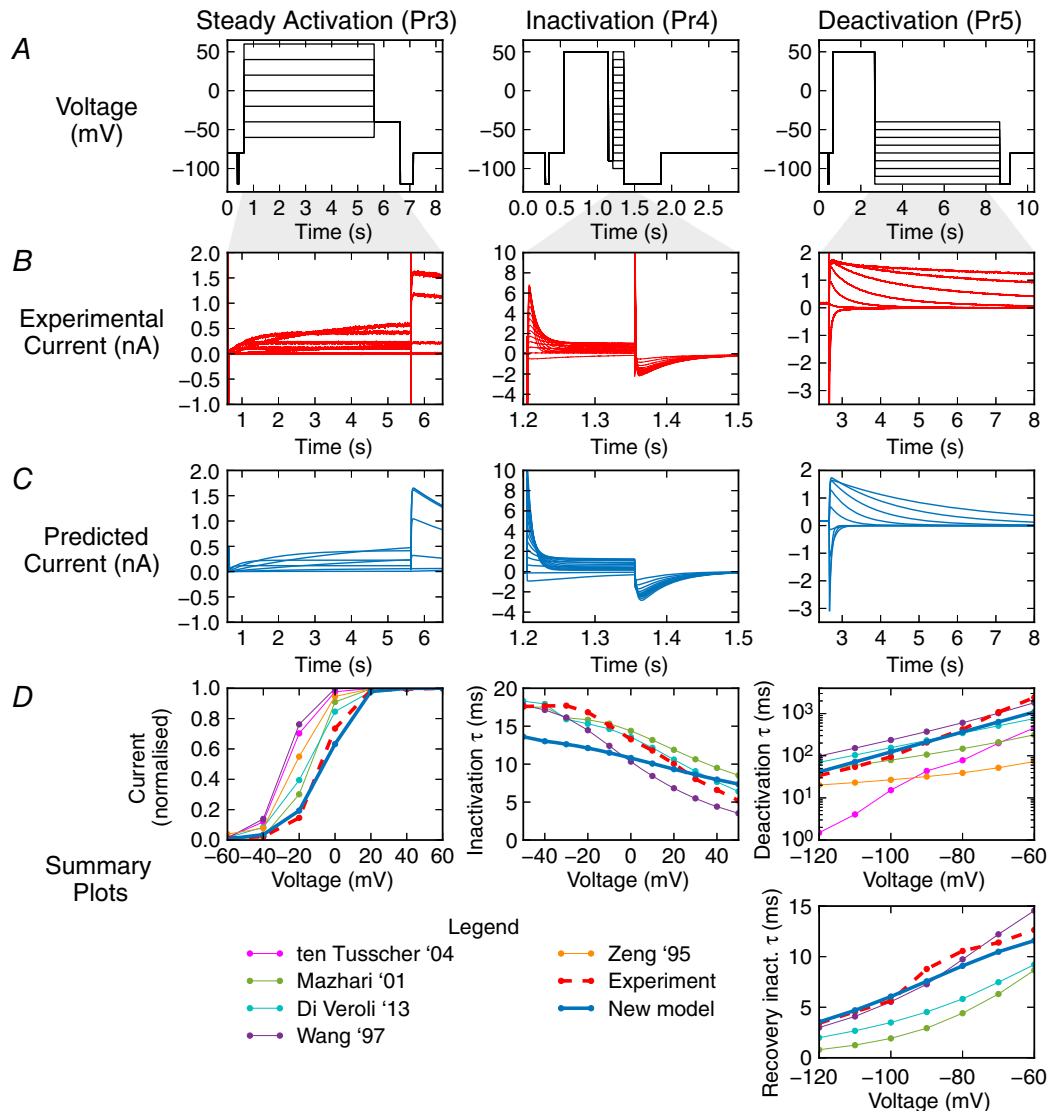 Steady Activation (Pr3) Inactivation (Pr4) Deactivation (Pr5)
A
Voltage
(mV)
50
0
−50
−100
0 1 2 3 4 5 6 7 8
Time (s)
50
0
−50
−100
0.0 0.5 1.0 1.5 2.0 2.5
Time (s)
50
0
−50
−100
0 2 4 6 8 10
Time (s)
B
Experimental
Current (nA)
2.0
1.5
1.0
0.5
0.0
−0.5
−1.0
1 2 3 4 5 6
Time (s)
10
8
6
4
2
0
−2
−4
1.2 1.3 1.4 1.5
Time (s)
2
1
0
−1
−2
−3
3 4 5 6 7 8
Time (s)
C
Predicted
Current (nA)
2.0
1.5
1.0
0.5
0.0
−0.5
−1.0
1 2 3 4 5 6
Time (s)
10
8
6
4
2
0
−2
−4
1.2 1.3 1.4 1.5
Time (s)
2
1
0
−1
−2
−3
3 4 5 6 7 8
Time (s)
D
Summary
Plots
Current
(normalised)
1.0
0.8
0.6
0.4
0.2
0.0
−60 −40 −20 0 20 40 60
Voltage (mV)
Inactivation τ (ms)
20
15
10
5
0
−40 −20 0 20 40
Voltage (mV)
Deactivation τ (ms)
10³
10²
10¹
10⁰
−120 −100 −80 −60
Voltage (mV)
Recovery inact. τ (ms)
15
10
5
0
−120 −100 −80 −60
Voltage (mV)
Legend
ten Tusscher ‘04
Mazhari ‘01
Di Veroli ‘13
Wang ‘97
Zeng ‘95
Experiment
New model